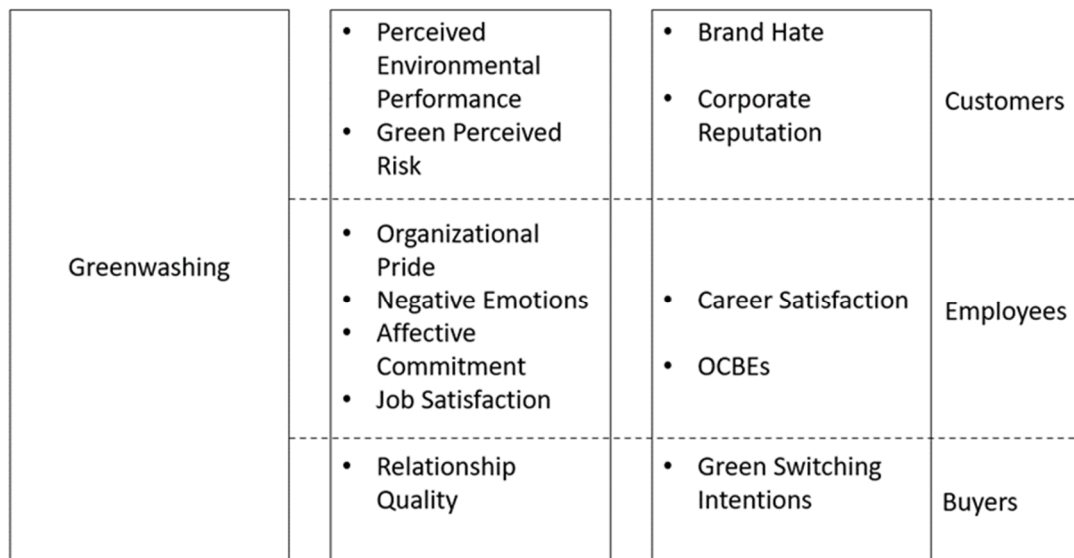 Greenwashing
• Perceived
Environmental
Performance
• Green Perceived
Risk
• Brand Hate
• Corporate
Reputation
Customers
• Organizational
Pride
• Negative Emotions
• Affective
Commitment
• Job Satisfaction
• Career Satisfaction
• OCBEs
Employees
• Relationship
Quality
• Green Switching
Intentions
Buyers